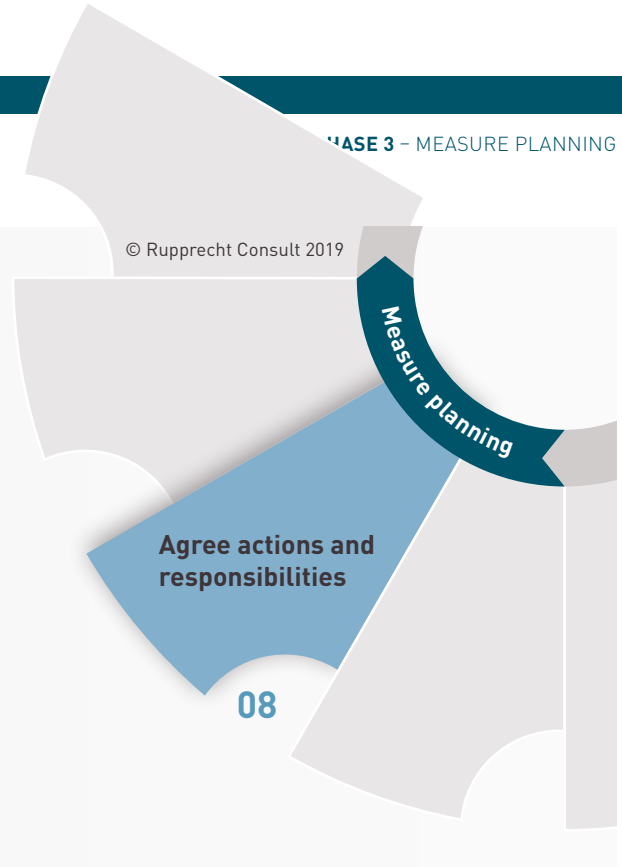 HASE 3 – MEASURE PLANNING
© Rupprecht Consult 2019
Measure planning
Agree actions and
responsibilities
08